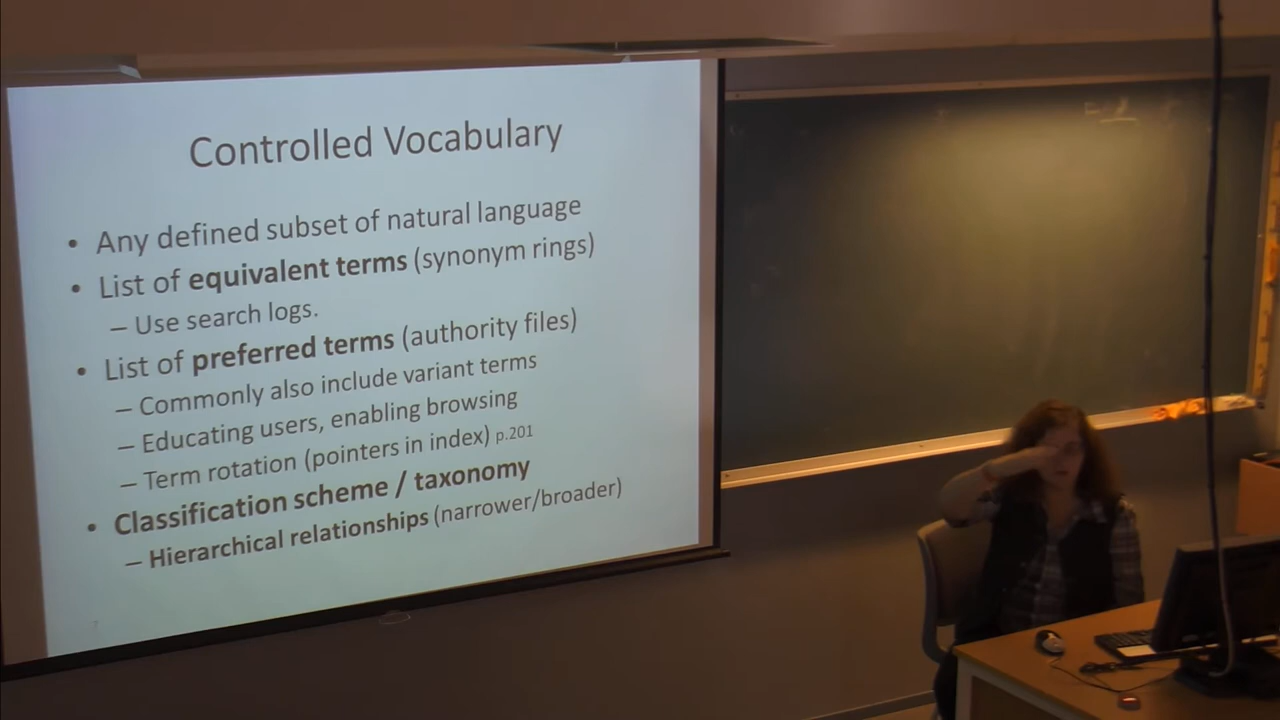 Controlled Vocabulary
• Any defined subset of natural language
• List of equivalent terms (synonym rings)
– Use search logs.
• List of preferred terms (authority files)
– Commonly also include variant terms
– Educating users, enabling browsing
– Term rotation (pointers in index) p.201
• Classification scheme / taxonomy
– Hierarchical relationships (narrower/broader)